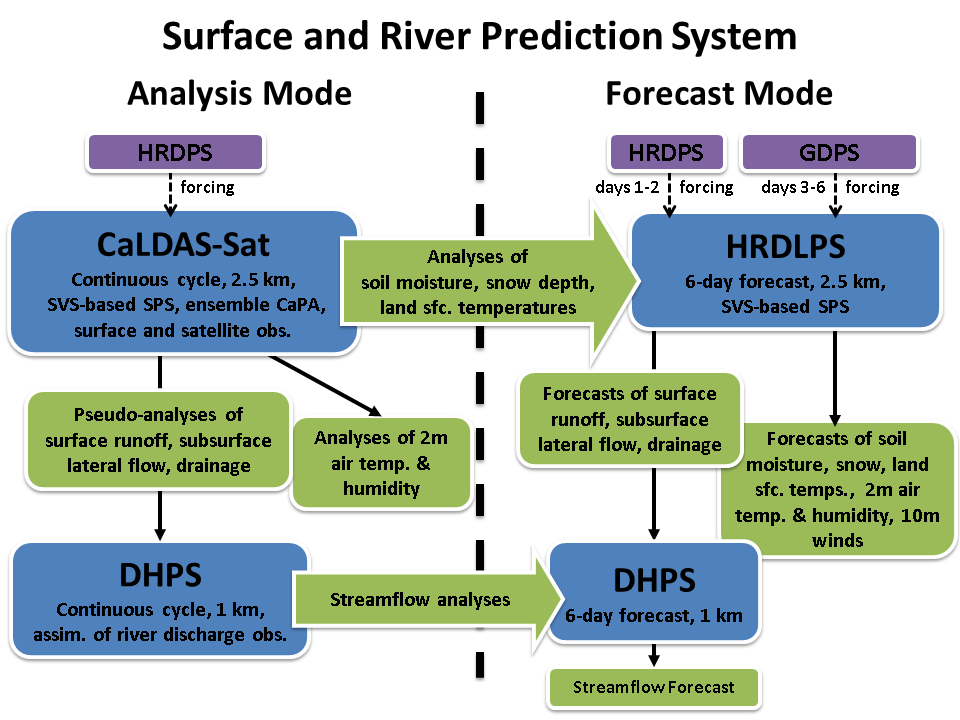 Surface and River Prediction System
Analysis Mode
Forecast Mode
HRDPS
forcing
HRDPS
GDPS
days 1-2
forcing
days 3-6
forcing
CaLDAS-Sat
Continuous cycle, 2.5 km,
SVS-based SPS, ensemble CaPA,
surface and satellite obs.
Analyses of
soil moisture, snow depth,
land sfc. temperatures
HRDLPS
6-day forecast, 2.5 km,
SVS-based SPS
Pseudo-analyses of
surface runoff, subsurface
lateral flow, drainage
Analyses of 2m
air temp. &
humidity
Forecasts of surface
runoff, subsurface
lateral flow, drainage
Forecasts of soil
moisture, snow, land
sfc. temps., 2m air
temp. & humidity, 10m
winds
DHPS
Continuous cycle, 1 km,
assim. of river discharge obs.
Streamflow analyses
DHPS
6-day forecast, 1 km
Streamflow Forecast